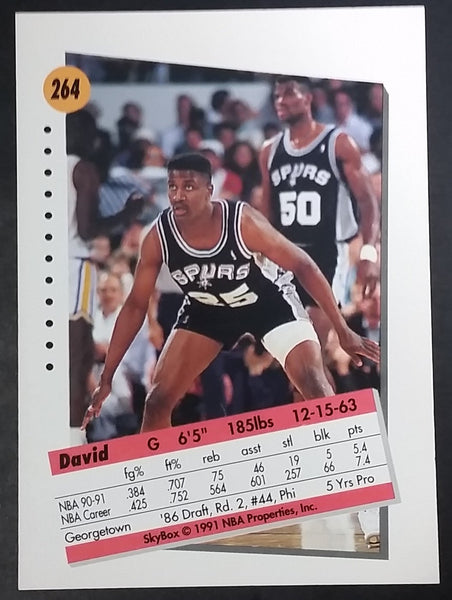 264
SPURS
50
SPURS
25
David G 6'5" 185lbs 12-15-63
fg% ft% reb asst stl blk pts
NBA 90-91 .384 .707 75 46 19 5 5.4
NBA Career .425 .752 564 601 257 66 7.4
Georgetown '86 Draft, Rd. 2, #44, Phi 5 Yrs Pro
SkyBox © 1991 NBA Properties, Inc.